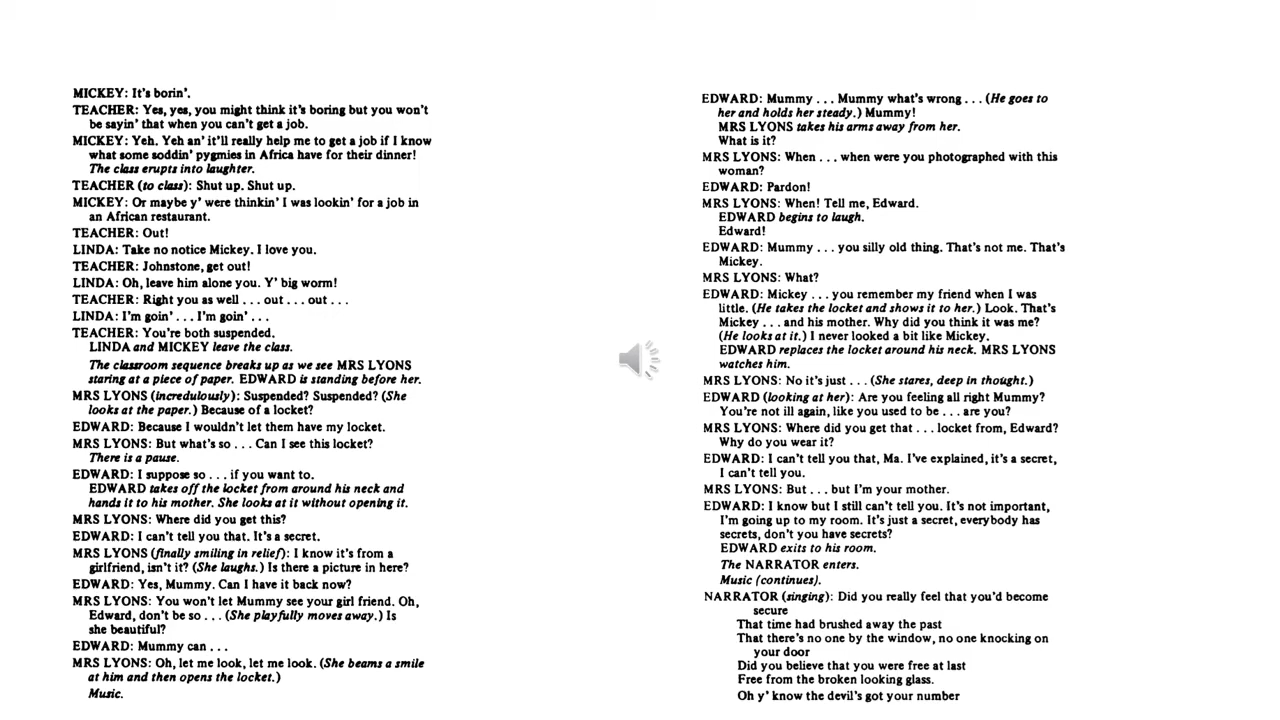 MICKEY: It's borin'.
TEACHER: Yes, yes, you might think it's boring but you won't
be sayin' that when you can't get a job.
MICKEY: Yeh. Yeh an' it'll really help me to get a job if I know
what some soddin' pygmies in Africa have for their dinner!
The class erupts into laughter.
TEACHER (to class): Shut up. Shut up.
MICKEY: Or maybe y' were thinkin' I was lookin' for a job in
an African restaurant.
TEACHER: Out!
LINDA: Take no notice Mickey. I love you.
TEACHER: Johnstone, get out!
LINDA: Oh, leave him alone you. Y' big worm!
TEACHER: Right you as well . . . out . . . out . . .
LINDA: I'm goin' . . . I'm goin' . . .
TEACHER: You're both suspended.
LINDA and MICKEY leave the class.
The classroom sequence breaks up as we see MRS LYONS
staring at a piece of paper. EDWARD is standing before her.
MRS LYONS (incredulously): Suspended? Suspended? (She
looks at the paper.) Because of a locket?
EDWARD: Because I wouldn't let them have my locket.
MRS LYONS: But what's so . . . Can I see this locket?
There is a pause.
EDWARD: I suppose so . . . if you want to.
EDWARD takes off the locket from around his neck and
hands it to his mother. She looks at it without opening it.
MRS LYONS: Where did you get this?
EDWARD: I can't tell you that. It's a secret.
MRS LYONS (finally smiling in relief): I know it's from a
girlfriend, isn't it? (She laughs.) Is there a picture in here?
EDWARD: Yes, Mummy. Can I have it back now?
MRS LYONS: You won't let Mummy see your girl friend. Oh,
Edward, don't be so . . . (She playfully moves away.) Is
she beautiful?
EDWARD: Mummy can . . .
MRS LYONS: Oh, let me look, let me look. (She beams a smile
at him and then opens the locket.)
Music.
EDWARD: Mummy . . . Mummy what's wrong . . . (He goes to
her and holds her steady.) Mummy!
MRS LYONS takes his arms away from her.
What is it?
MRS LYONS: When . . . when were you photographed with this
woman?
EDWARD: Pardon!
MRS LYONS: When! Tell me, Edward.
EDWARD begins to laugh.
Edward!
EDWARD: Mummy . . . you silly old thing. That's not me. That's
Mickey.
MRS LYONS: What?
EDWARD: Mickey . . . you remember my friend when I was
little. (He takes the locket and shows it to her.) Look. That's
Mickey . . . and his mother. Why did you think it was me?
(He looks at it.) I never looked a bit like Mickey.
EDWARD replaces the locket around his neck. MRS LYONS
watches him.
MRS LYONS: No it's just . . . (She stares, deep in thought.)
EDWARD (looking at her): Are you feeling all right Mummy?
You're not ill again, like you used to be . . . are you?
MRS LYONS: Where did you get that . . . locket from, Edward?
Why do you wear it?
EDWARD: I can't tell you that, Ma. I've explained, it's a secret,
I can't tell you.
MRS LYONS: But . . . but I'm your mother.
EDWARD: I know but I still can't tell you. It's not important,
I'm going up to my room. It's just a secret, everybody has
secrets, don't you have secrets?
EDWARD exits to his room.
The NARRATOR enters.
Music (continues).
NARRATOR (singing): Did you really feel that you'd become
secure
That time had brushed away the past
That there's no one by the window, no one knocking on
your door
Did you believe that you were free at last
Free from the broken looking glass.
Oh y' know the devil's got your number